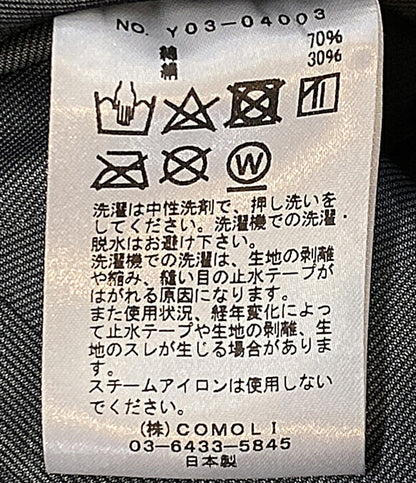 NO. Y03-04003
綿 70%
絹 30%
W
洗濯は中性洗剤で、押し洗いを
してください。洗濯機での洗濯・
脱水はお避け下さい。
洗濯機での洗濯は、生地の剥離
や縮み、縫い目の止水テープが
はがれる原因になります。
また使用状況、経年変化によっ
て止水テープや生地の剥離、生
地のスレが生じる場合がありま
す。
スチームアイロンは使用しない
でください。
(株)COMOLI
03-6433-5845
日本製